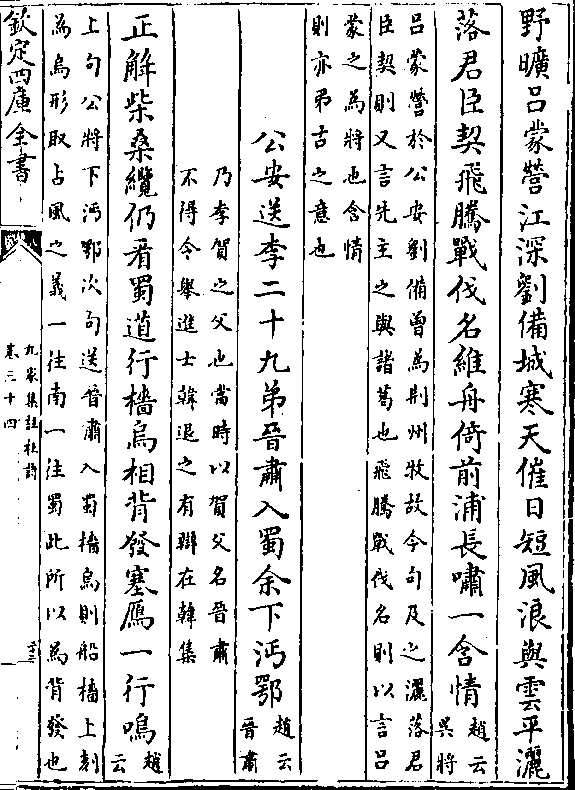 野曠吕蒙營江深劉備城寒天催日短風浪與雲平灑
落君臣契飛騰戰伐名維舟倚前浦長嘯一含情
趙云
吴將
吕蒙營於公安劉備曾為荆州牧故今句及之灑落君
臣契則又言先主之與諸葛也飛騰戰伐名則以言吕
蒙之為將也含情
則亦弔古之意也
公安送李二十九弟晉肅入蜀余下沔鄂
趙云
晉肅
乃李賀之父也當時以賀父名晉肅
不得令舉進士韓退之有辯在韓集
正解柴桑纜仍看蜀道行檣烏相背發塞鴈一行鳴
趙
云
上句公將下沔鄂次句送晉肅入蜀檣烏則船檣上刻
為烏形取占風之義一往南一往蜀此所以為背發也
欽定四庫全書
九家集註杜詩
卷三十四